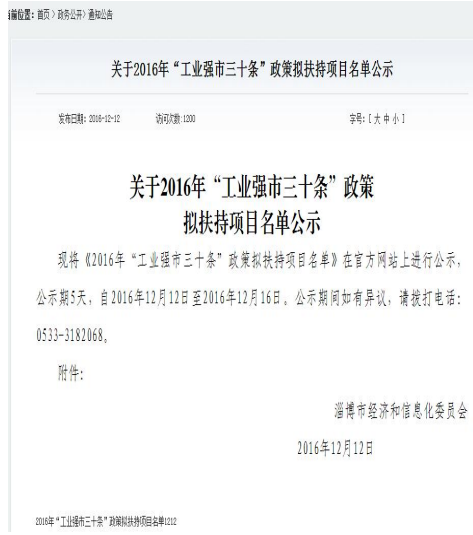 当前位置：首页 > 政务公开 > 通知公告
关于2016年“工业强市三十条”政策拟扶持项目名单公示
发布日期：2016-12-12 访问次数：1200 字号：[ 大 中 小 ]
关于2016年“工业强市三十条”政策
拟扶持项目名单公示
现将《2016年“工业强市三十条”政策拟扶持项目名单》在官方网站上进行公示，
公示期5天，自2016年12月12日至2016年12月16日。公示期间如有异议，请拨打电话：
0533-3182068。
附件：
淄博市经济和信息化委员会
2016年12月12日
2016年“工业强市三十条”政策拟扶持项目名单1212